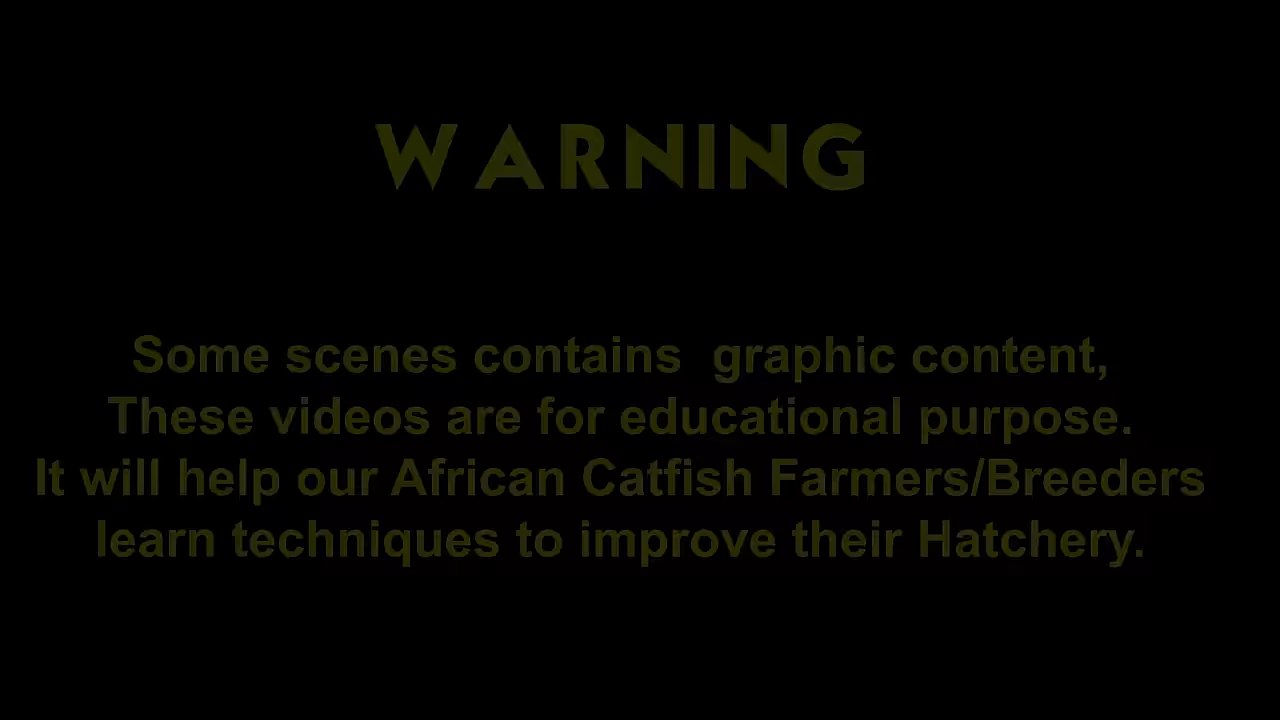 WARNING
Some scenes contains graphic content,
These videos are for educational purpose.
It will help our African Catfish Farmers/Breeders
learn techniques to improve their Hatchery.